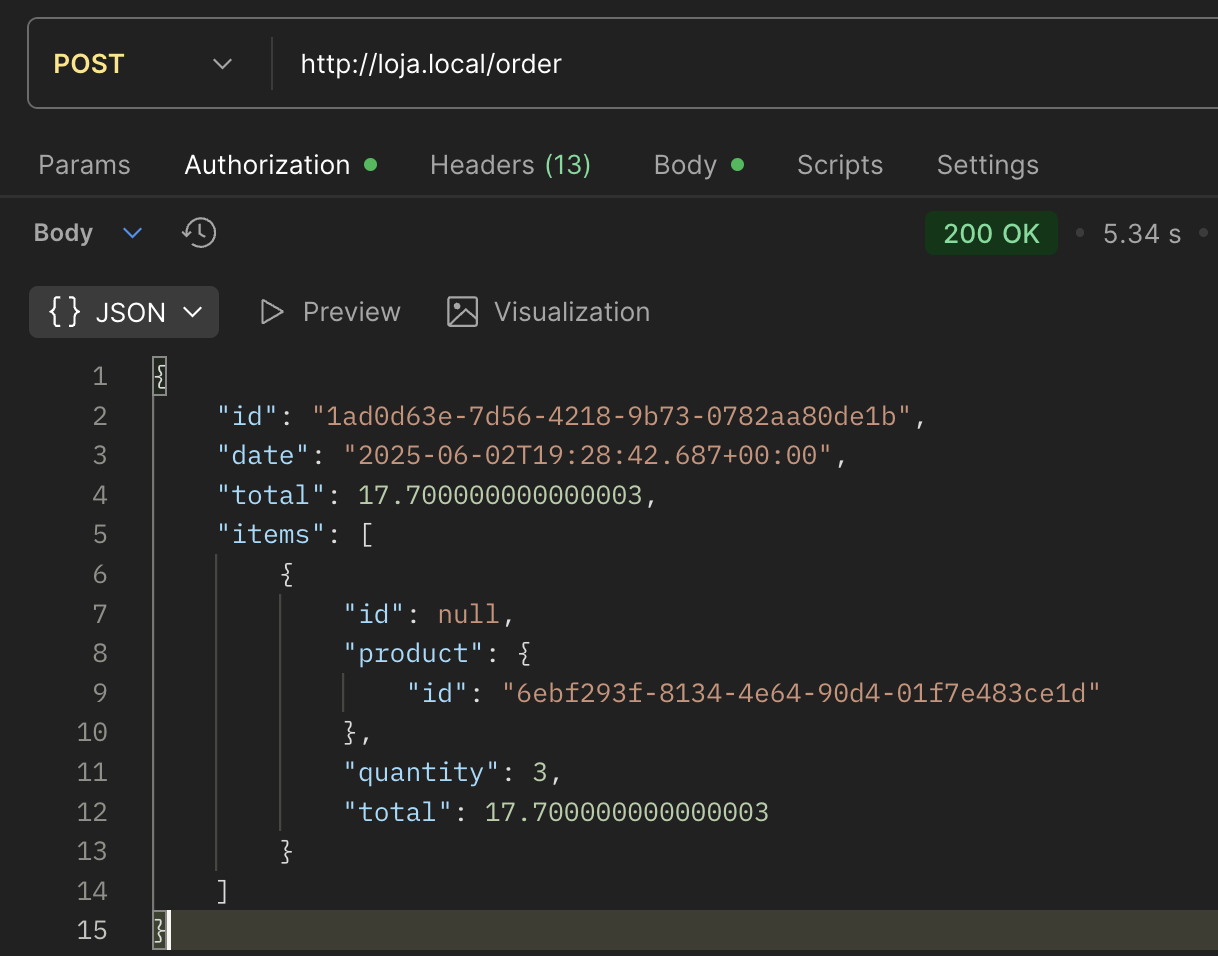 POST http://loja.local/order
Params Authorization Headers (13) Body Scripts Settings
Body 200 OK • 5.34 s •
{} JSON Preview Visualization
1 {
2 "id": "1ad0d63e-7d56-4218-9b73-0782aa80de1b",
3 "date": "2025-06-02T19:28:42.687+00:00",
4 "total": 17.700000000000003,
5 "items": [
6 {
7 "id": null,
8 "product": {
9 "id": "6ebf293f-8134-4e64-90d4-01f7e483ce1d"
10 },
11 "quantity": 3,
12 "total": 17.700000000000003
13 }
14 ]
15 }